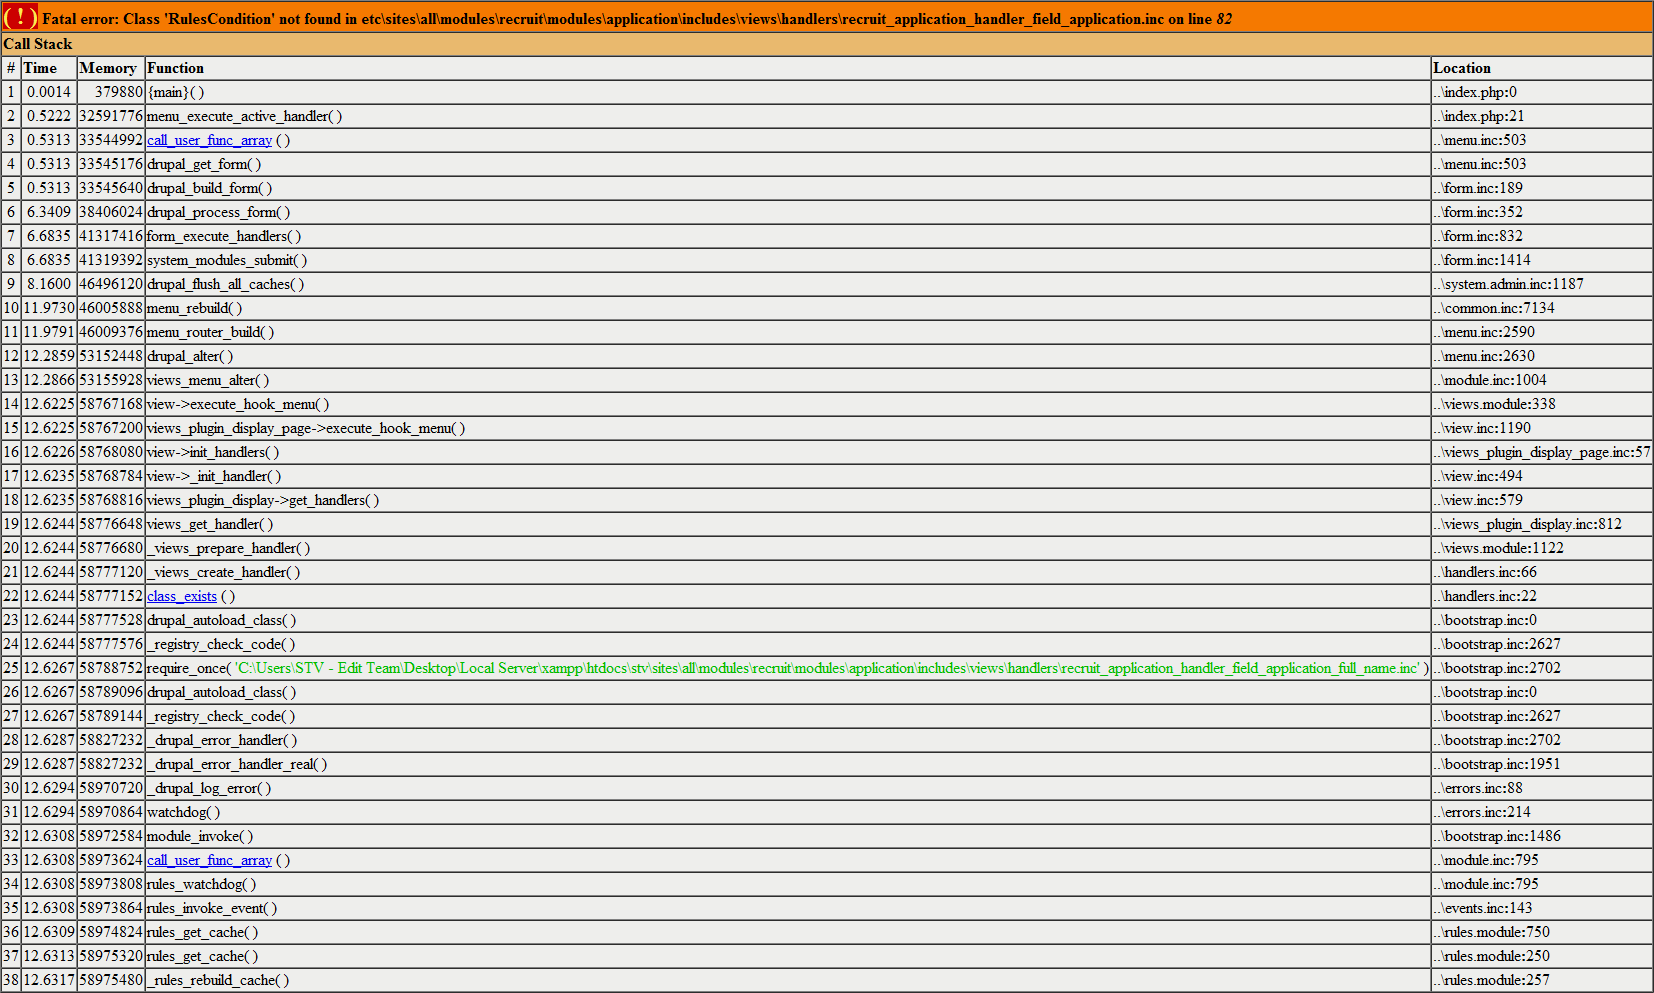 ( ! ) Fatal error: Class 'RulesCondition' not found in etc\sites\all\modules\recruit\modules\application\includes\views\handlers\recruit_application_handler_field_application.inc on line 82
Call Stack
# Time Memory Function Location
1 0.0014 379880 {main}( ) ..\index.php:0
2 0.5222 32591776 menu_execute_active_handler( ) ..\index.php:21
3 0.5313 33544992 call_user_func_array ( ) ..\menu.inc:503
4 0.5313 33545176 drupal_get_form( ) ..\menu.inc:503
5 0.5313 33545640 drupal_build_form( ) ..\form.inc:189
6 6.3409 38406024 drupal_process_form( ) ..\form.inc:352
7 6.6835 41317416 form_execute_handlers( ) ..\form.inc:832
8 6.6835 41319392 system_modules_submit( ) ..\form.inc:1414
9 8.1600 46496120 drupal_flush_all_caches( ) ..\system.admin.inc:1187
10 11.9730 46005888 menu_rebuild( ) ..\common.inc:7134
11 11.9791 46009376 menu_router_build( ) ..\menu.inc:2590
12 12.2859 53152448 drupal_alter( ) ..\menu.inc:2630
13 12.2866 53155928 views_menu_alter( ) ..\module.inc:1004
14 12.6225 58767168 view->execute_hook_menu( ) ..\views.module:338
15 12.6225 58767200 views_plugin_display_page->execute_hook_menu( ) ..\view.inc:1190
16 12.6226 58768080 view->init_handlers( ) ..\views_plugin_display_page.inc:57
17 12.6235 58768784 view->_init_handler( ) ..\view.inc:494
18 12.6235 58768816 views_plugin_display->get_handlers( ) ..\view.inc:579
19 12.6244 58776648 views_get_handler( ) ..\views_plugin_display.inc:812
20 12.6244 58776680 _views_prepare_handler( ) ..\views.module:1122
21 12.6244 58777120 _views_create_handler( ) ..\handlers.inc:66
22 12.6244 58777152 class_exists ( ) ..\handlers.inc:22
23 12.6244 58777528 drupal_autoload_class( ) ..\bootstrap.inc:0
24 12.6244 58777576 _registry_check_code( ) ..\bootstrap.inc:2627
25 12.6267 58788752 require_once( 'C:\Users\STV - Edit Team\Desktop\Local Server\xampp\htdocs\stv\sites\all\modules\recruit\modules\application\includes\views\handlers\recruit_application_handler_field_application_full_name.inc' ) ..\bootstrap.inc:2702
26 12.6267 58789096 drupal_autoload_class( ) ..\bootstrap.inc:0
27 12.6267 58789144 _registry_check_code( ) ..\bootstrap.inc:2627
28 12.6287 58827232 _drupal_error_handler( ) ..\bootstrap.inc:2702
29 12.6287 58827232 _drupal_error_handler_real( ) ..\bootstrap.inc:1951
30 12.6294 58970720 _drupal_log_error( ) ..\errors.inc:88
31 12.6294 58970864 watchdog( ) ..\errors.inc:214
32 12.6308 58972584 module_invoke( ) ..\bootstrap.inc:1486
33 12.6308 58973624 call_user_func_array ( ) ..\module.inc:795
34 12.6308 58973808 rules_watchdog( ) ..\module.inc:795
35 12.6308 58973864 rules_invoke_event( ) ..\events.inc:143
36 12.6309 58974824 rules_get_cache( ) ..\rules.module:750
37 12.6313 58975320 rules_get_cache( ) ..\rules.module:250
38 12.6317 58975480 _rules_rebuild_cache( ) ..\rules.module:257